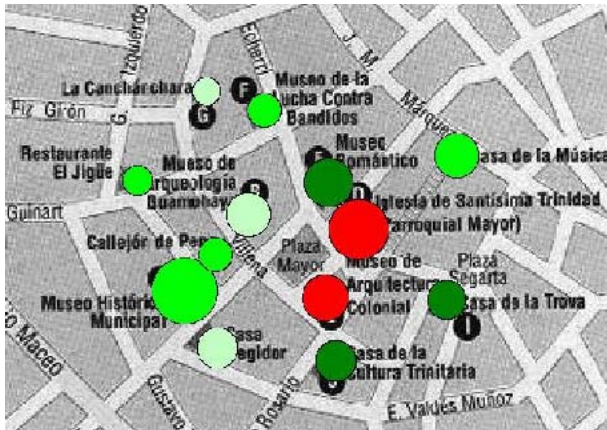 Izquierdo
G.
Echerri
J. M.
Márquez
La Canchánchara
F
Museo de la
Lucha Contra
Bandidos
Fiz Girón
G
Restaurante
El Jigüe
Museo de
Arqueología
Guamuhaya
Museo
Romántico
Casa de la Música
Guinart
Iglesia de Santísima Trinidad
(Parroquial Mayor)
Callejón de
Villena
Plaza
Mayor
Plaza
Segarta
Museo de
Arquitectura
Colonial
Museo Histórico
Municipal
Casa de la Trova
I
Maceo
Casa
Regidor
Casa de la
Cultura Trinitaria
Gustavo
Rosario
F. Valdés Muñoz